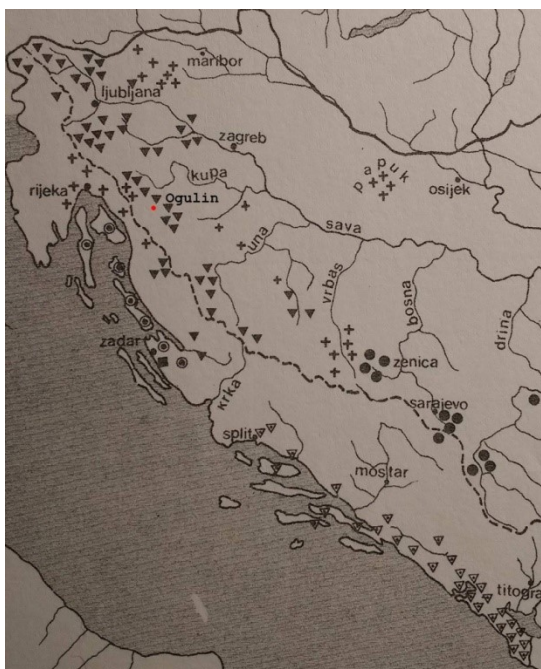 maribor
ljubljana
zagreb
papuk
osijek
kupa
rijeka
Ogulin
sava
una
vrbas
bosna
drina
zadar
zenica
krka
sarajevo
split
mostar
titogra